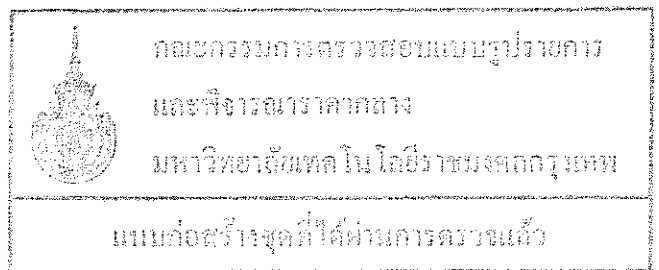 คณะกรรมการตรวจสอบแบบรูปรายการ
และพิจารณาราคากลาง
มหาวิทยาลัยเทคโนโลยีราชมงคลกรุงเทพ
แบบก่อสร้างชุดที่ได้ผ่านการตรวจแล้ว